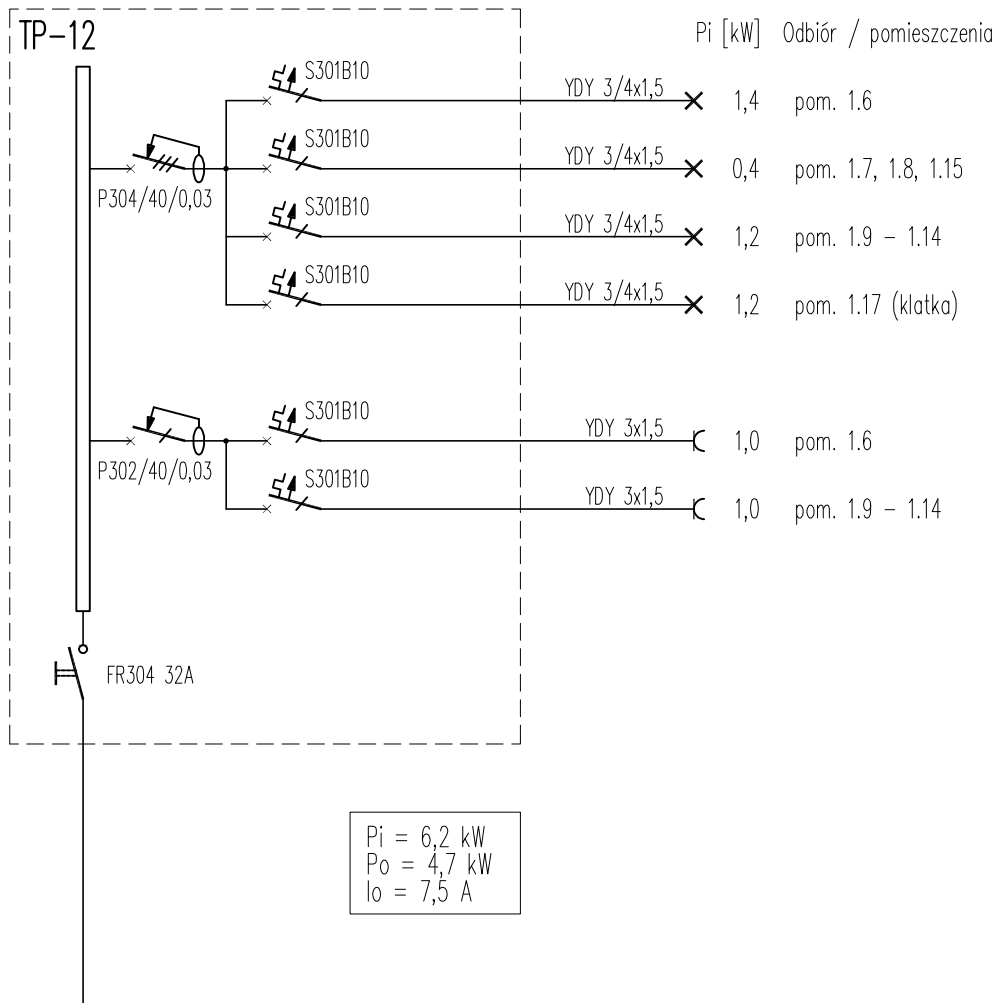 TP-12
Pi [kW] Odbiór / pomieszczenia
S301B10
YDY 3/4x1,5
1,4 pom. 1.6
S301B10
YDY 3/4x1,5
0,4 pom. 1.7, 1.8, 1.15
P304/40/0,03
S301B10
YDY 3/4x1,5
1,2 pom. 1.9 - 1.14
S301B10
YDY 3/4x1,5
1,2 pom. 1.17 (klatka)
S301B10
YDY 3x1,5
1,0 pom. 1.6
P302/40/0,03
S301B10
YDY 3x1,5
1,0 pom. 1.9 - 1.14
FR304 32A
Pi = 6,2 kW
Po = 4,7 kW
Io = 7,5 A